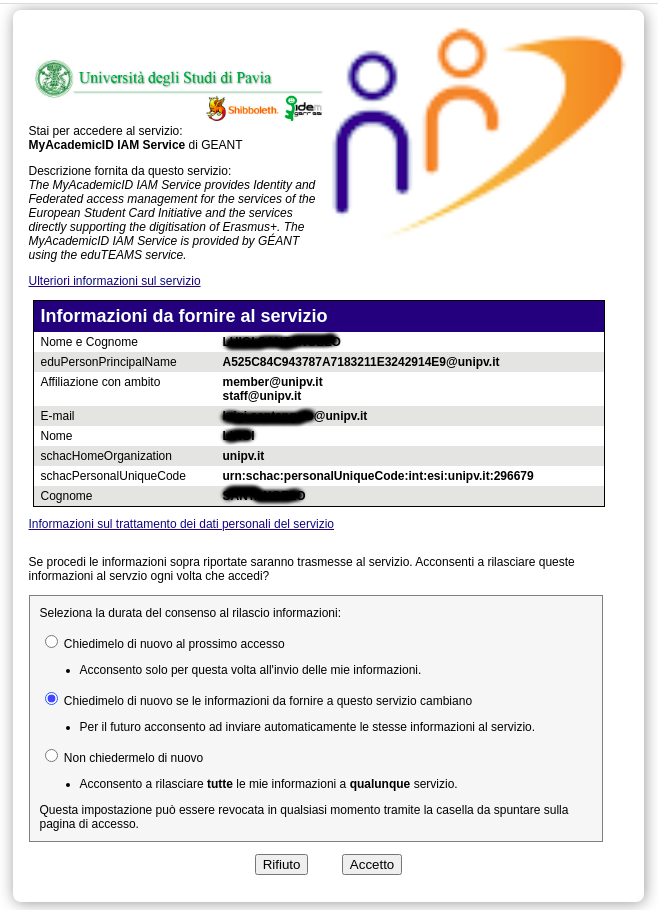 Università degli Studi di Pavia
Shibboleth.
idem
garr aai
Stai per accedere al servizio:
MyAcademicID IAM Service di GEANT
Descrizione fornita da questo servizio:
The MyAcademicID IAM Service provides Identity and
Federated access management for the services of the
European Student Card Initiative and the services
directly supporting the digitisation of Erasmus+. The
MyAcademicID IAM Service is provided by GÉANT
using the eduTEAMS service.
Ulteriori informazioni sul servizio
Informazioni da fornire al servizio
Nome e Cognome
eduPersonPrincipalName A525C84C943787A7183211E3242914E9@unipv.it
Affiliazione con ambito member@unipv.it
staff@unipv.it
E-mail @unipv.it
Nome
schacHomeOrganization unipv.it
schacPersonalUniqueCode urn:schac:personalUniqueCode:int:esi:unipv.it:296679
Cognome
Informazioni sul trattamento dei dati personali del servizio
Se procedi le informazioni sopra riportate saranno trasmesse al servizio. Acconsenti a rilasciare queste
informazioni al servzio ogni volta che accedi?
Seleziona la durata del consenso al rilascio informazioni:
Chiedimelo di nuovo al prossimo accesso
• Acconsento solo per questa volta all'invio delle mie informazioni.
Chiedimelo di nuovo se le informazioni da fornire a questo servizio cambiano
• Per il futuro acconsento ad inviare automaticamente le stesse informazioni al servizio.
Non chiedermelo di nuovo
• Acconsento a rilasciare tutte le mie informazioni a qualunque servizio.
Questa impostazione può essere revocata in qualsiasi momento tramite la casella da spuntare sulla
pagina di accesso.
Rifiuto Accetto